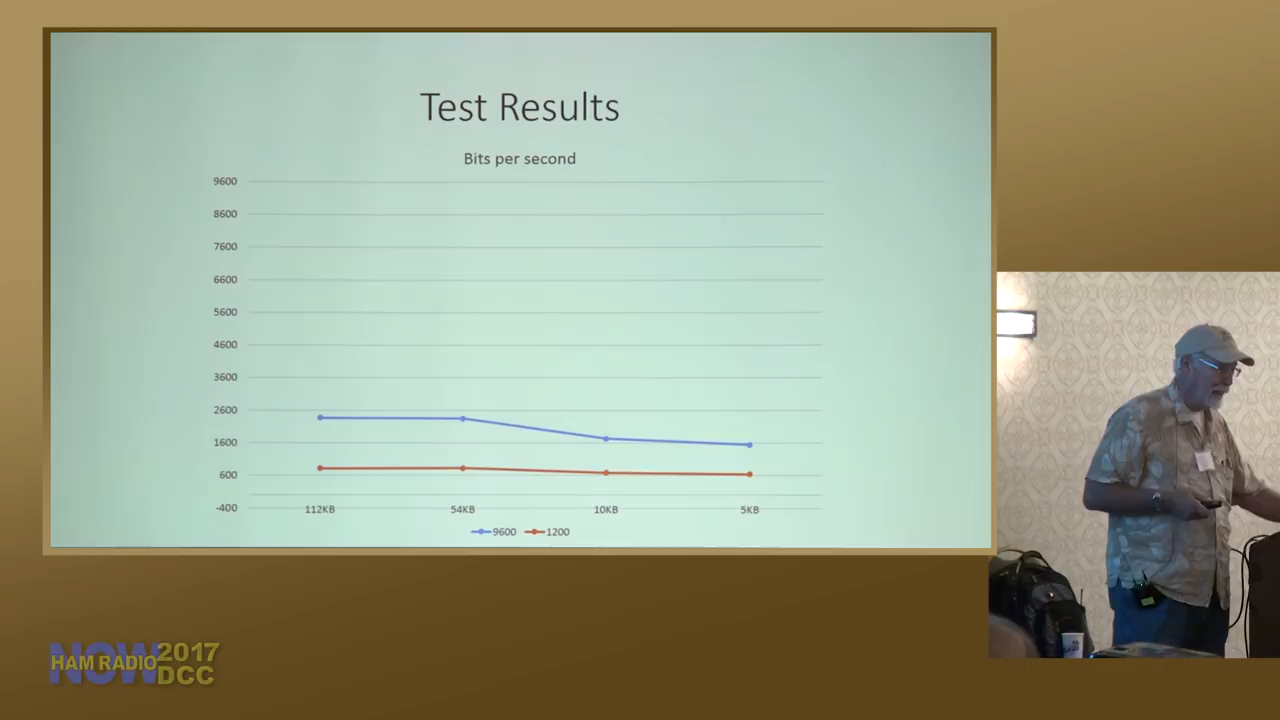 Test Results
Bits per second
9600
8600
7600
6600
5600
4600
3600
2600
1600
600
-400
112KB 54KB 10KB 5KB
9600 1200
NOW
HAM RADIO 2017
DCC